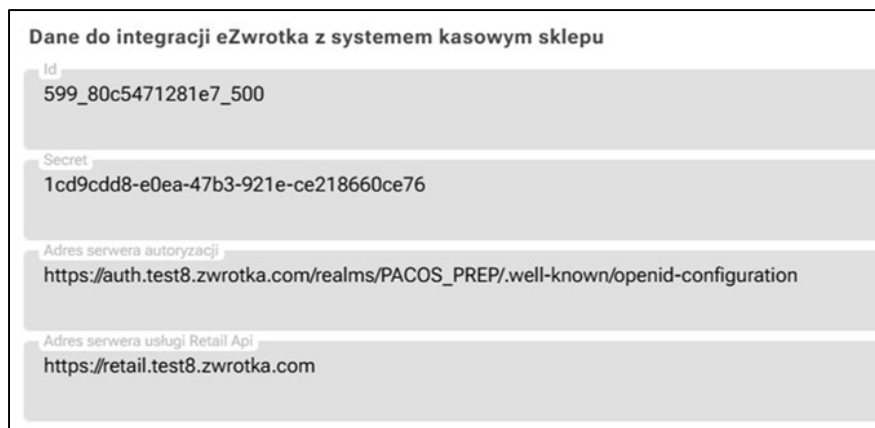 Dane do integracji eZwrotka z systemem kasowym sklepu
Id
599_80c5471281e7_500
Secret
1cd9cdd8-e0ea-47b3-921e-ce218660ce76
Adres serwera autoryzacji
https://auth.test8.zwrotka.com/realms/PACOS_PREP/.well-known/openid-configuration
Adres serwera usługi Retail Api
https://retail.test8.zwrotka.com